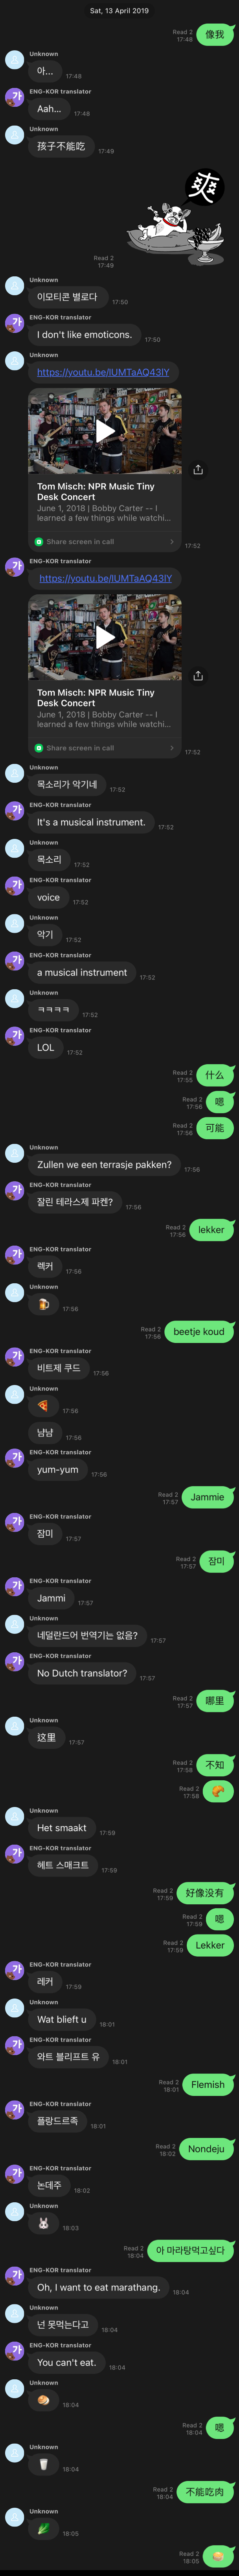 Sat, 13 April 2019
像我
Read 2
17:48
Unknown
아...
17:48
ENG-KOR translator
Aah...
17:48
Unknown
孩子不能吃
17:49
爽
Read 2
17:49
Unknown
이모티콘 별로다
17:50
ENG-KOR translator
I don't like emoticons.
17:50
Unknown
https://youtu.be/IUMTaAQ43lY
Tom Misch: NPR Music Tiny
Desk Concert
June 1, 2018 | Bobby Carter -- I
learned a few things while watchi...
Share screen in call
17:52
ENG-KOR translator
https://youtu.be/IUMTaAQ43lY
Tom Misch: NPR Music Tiny
Desk Concert
June 1, 2018 | Bobby Carter -- I
learned a few things while watchi...
Share screen in call
17:52
Unknown
목소리가 악기네
17:52
ENG-KOR translator
It's a musical instrument.
17:52
Unknown
목소리
17:52
ENG-KOR translator
voice
17:52
Unknown
악기
17:52
ENG-KOR translator
a musical instrument
17:52
Unknown
ㅋㅋㅋㅋ
17:52
ENG-KOR translator
LOL
17:52
什么
Read 2
17:55
嗯
Read 2
17:56
可能
Read 2
17:56
Unknown
Zullen we een terrasje pakken?
17:56
ENG-KOR translator
잘린 테라스제 파켄?
17:56
lekker
Read 2
17:56
ENG-KOR translator
렉커
17:56
Unknown
🍺
17:56
beetje koud
Read 2
17:56
ENG-KOR translator
비트제 쿠드
17:56
Unknown
🍕
17:56
냠냠
17:56
ENG-KOR translator
yum-yum
17:56
Jammie
Read 2
17:57
ENG-KOR translator
잠미
17:57
잠미
Read 2
17:57
ENG-KOR translator
Jammi
17:57
Unknown
네덜란드어 번역기는 없음?
17:57
ENG-KOR translator
No Dutch translator?
17:57
哪里
Read 2
17:57
Unknown
这里
17:57
不知
Read 2
17:58
🥐
Read 2
17:58
Unknown
Het smaakt
17:59
ENG-KOR translator
헤트 스매크트
17:59
好像没有
Read 2
17:59
嗯
Read 2
17:59
Lekker
Read 2
17:59
ENG-KOR translator
레커
17:59
Unknown
Wat blieft u
18:01
ENG-KOR translator
와트 블리프트 유
18:01
Flemish
Read 2
18:01
ENG-KOR translator
플랑드르족
18:01
Nondeju
Read 2
18:02
ENG-KOR translator
논데주
18:02
Unknown
🐰
18:03
아 마라탕먹고싶다
Read 2
18:04
ENG-KOR translator
Oh, I want to eat marathang.
18:04
Unknown
넌 못먹는다고
18:04
ENG-KOR translator
You can't eat.
18:04
Unknown
18:04
嗯
Read 2
18:04
Unknown
🥛
18:04
不能吃肉
Read 2
18:04
Unknown
🥬
18:05
Read 2
18:05